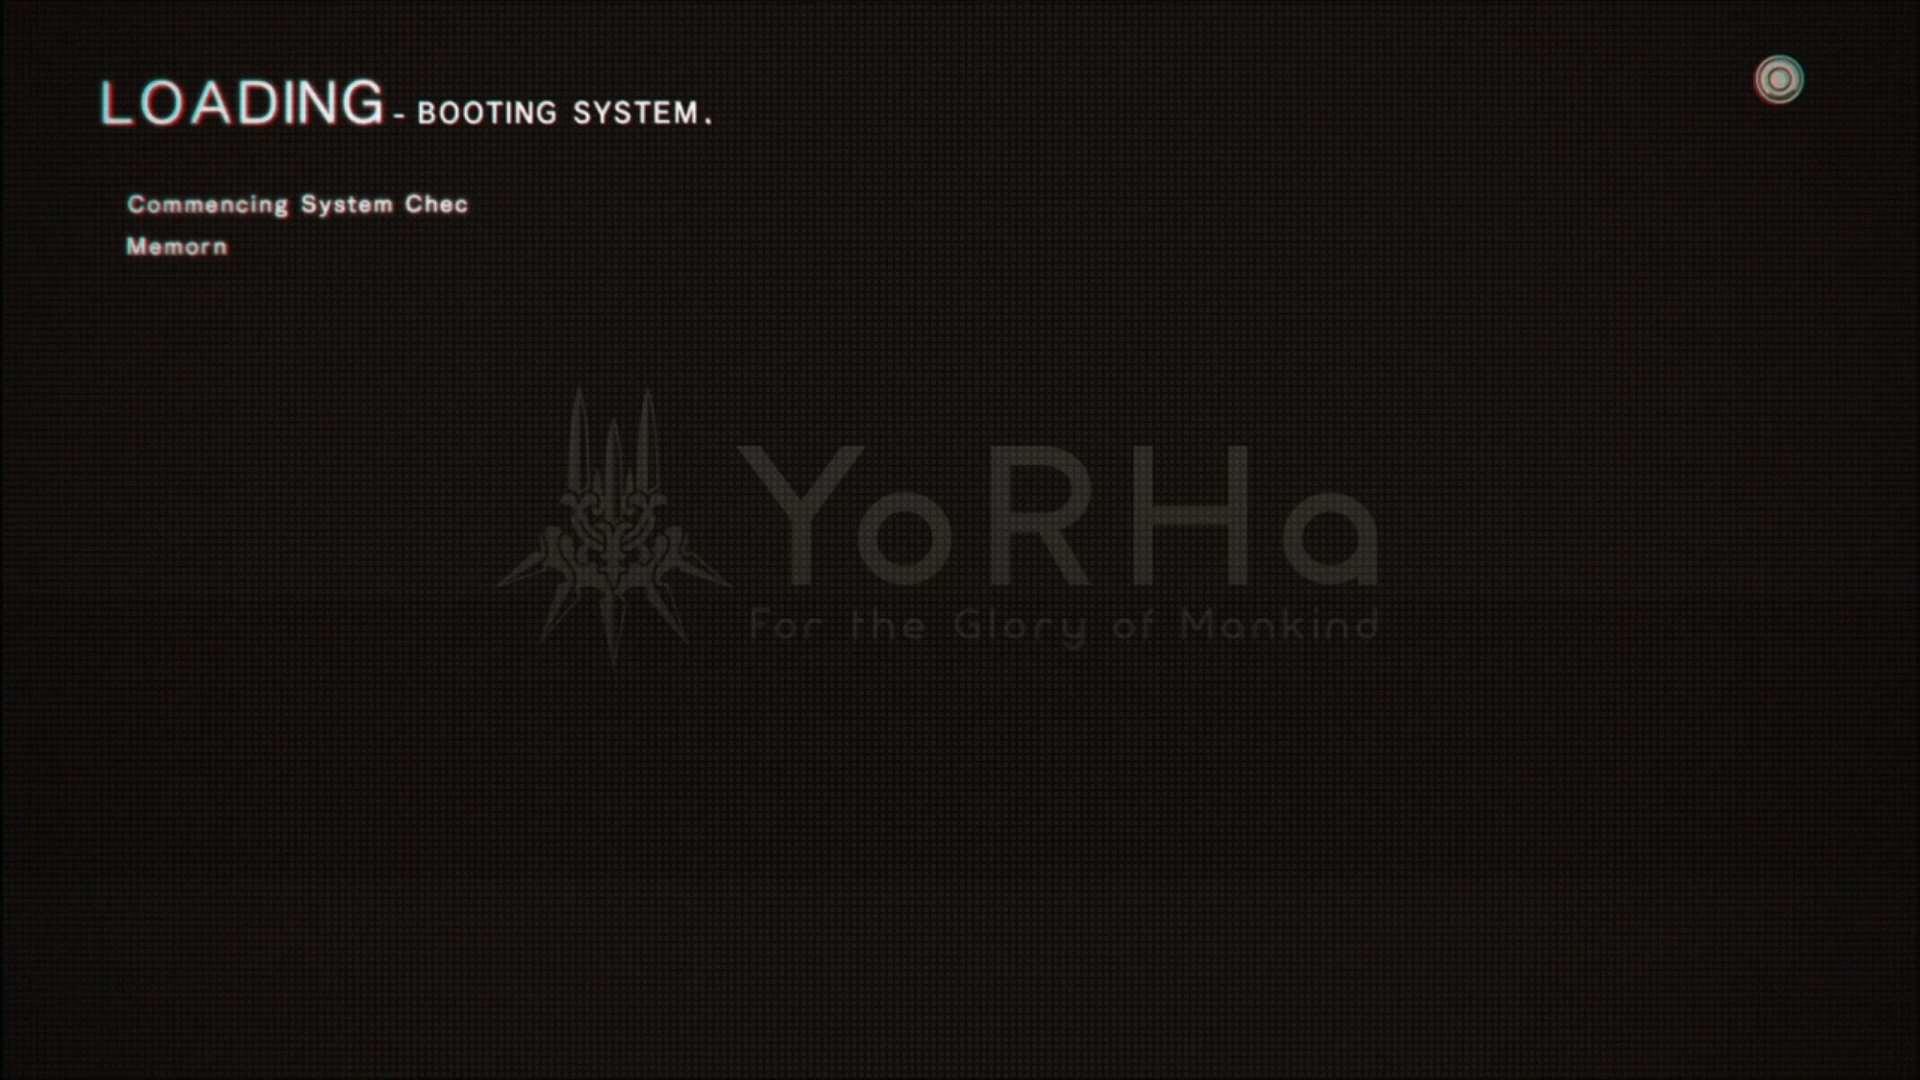 LOADING - BOOTING SYSTEM.
Commencing System Chec
Memorn
YoRHa
For the Glory of Mankind